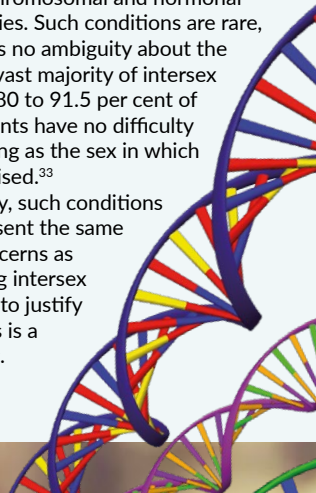 hromosomal and hormonal
ies. Such conditions are rare,
s no ambiguity about the
vast majority of intersex
80 to 91.5 per cent of
nts have no difficulty
ng as the sex in which
ised.³³
y, such conditions
sent the same
cerns as
g intersex
to justify
s is a
.